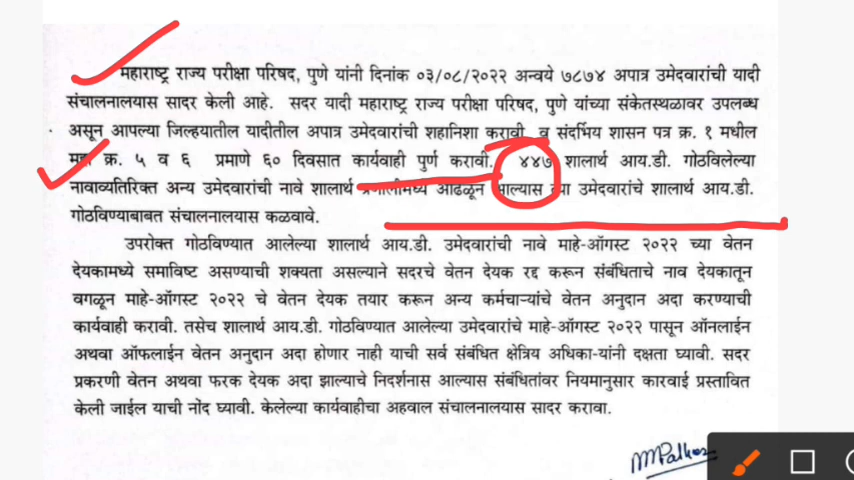 महाराष्ट्र राज्य परीक्षा परिषद, पुणे यांनी दिनांक ०३/०८/२०२२ अन्वये ७८७४ अपात्र उमेदवारांची यादी
संचालनालयास सादर केली आहे. सदर यादी महाराष्ट्र राज्य परीक्षा परिषद, पुणे यांच्या संकेतस्थळावर उपलब्ध
असून आपल्या जिल्हयातील यादीतील अपात्र उमेदवारांची शहानिशा करावी व संदर्भिय शासन पत्र क्र. १ मधील
क्र. ५ व ६ प्रमाणे ६० दिवसात कार्यवाही पुर्ण करावी. ४४७ शालार्थ आय.डी. गोठविलेल्या
नावाव्यतिरिक्त अन्य उमेदवारांची नावे शालार्थ प्रणालीमध्ये आढळून आल्यास त्या उमेदवारांचे शालार्थ आय.डी.
गोठविण्याबाबत संचालनालयास कळवावे.
उपरोक्त गोठविण्यात आलेल्या शालार्थ आय.डी. उमेदवारांची नावे माहे-ऑगस्ट २०२२ च्या वेतन
देयकामध्ये समाविष्ट असण्याची शक्यता असल्याने सदरचे वेतन देयक रद्द करून संबंधिताचे नाव देयकातून
वगळून माहे-ऑगस्ट २०२२ चे वेतन देयक तयार करून अन्य कर्मचाऱ्यांचे वेतन अनुदान अदा करण्याची
कार्यवाही करावी. तसेच शालार्थ आय.डी. गोठविण्यात आलेल्या उमेदवारांचे माहे-ऑगस्ट २०२२ पासून ऑनलाईन
अथवा ऑफलाईन वेतन अनुदान अदा होणार नाही याची सर्व संबंधित क्षेत्रिय अधिका-यांनी दक्षता घ्यावी. सदर
प्रकरणी वेतन अथवा फरक देयक अदा झाल्याचे निदर्शनास आल्यास संबंधितांवर नियमानुसार कारवाई प्रस्तावित
केली जाईल याची नोंद घ्यावी. केलेल्या कार्यवाहीचा अहवाल संचालनालयास सादर करावा.